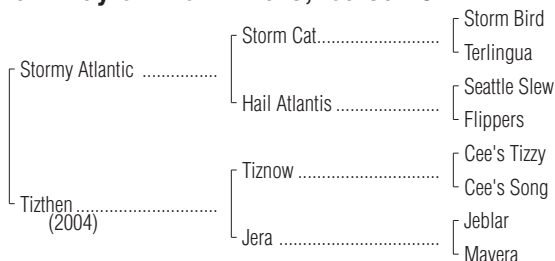 Storm Bird
Storm Cat...................
Terlingua
Stormy Atlantic ................
Seattle Slew
Hail Atlantis ......................
Flippers
Cee's Tizzy
Tiznow ..............................
Cee's Song
Tizthen ..............................
(2004)
Jeblar
Jera ..................................
Mavera